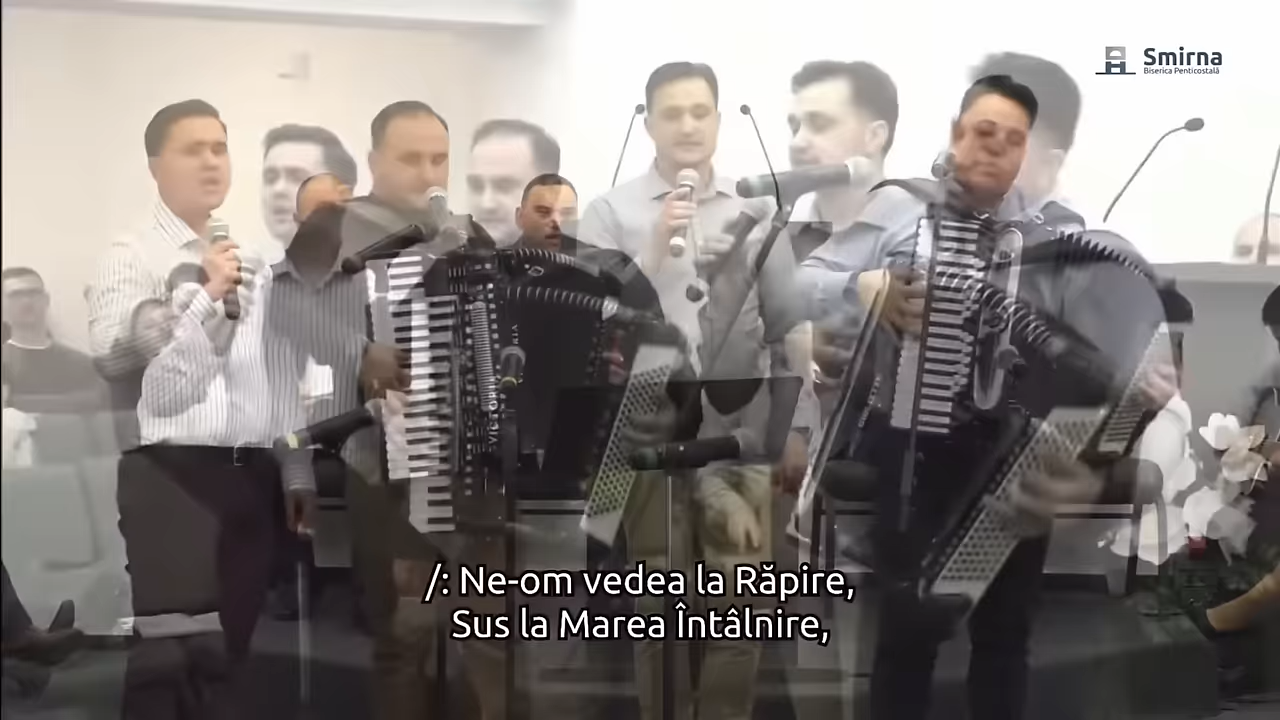 Smirna
Biserica Penticostală
/: Ne-om vedea la Răpire,
Sus la Marea Întâlnire,